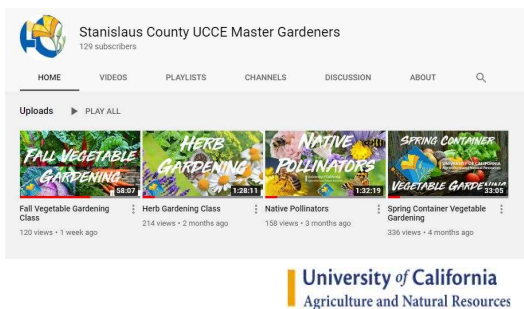 Stanislaus County UCCE Master Gardeners
129 subscribers
HOME VIDEOS PLAYLISTS CHANNELS DISCUSSION ABOUT
Uploads PLAY ALL
FALL VEGETABLE GARDENING
58:07
HERB GARDENING
1:28:11
NATIVE POLLINATORS
1:32:19
SPRING CONTAINER
UNIVERSITY OF CALIFORNIA
VEGETABLE GARDENING
33:05
Fall Vegetable Gardening Class
120 views • 1 week ago
Herb Gardening Class
214 views • 2 months ago
Native Pollinators
158 views • 3 months ago
Spring Container Vegetable Gardening
336 views • 4 months ago
University of California
Agriculture and Natural Resources